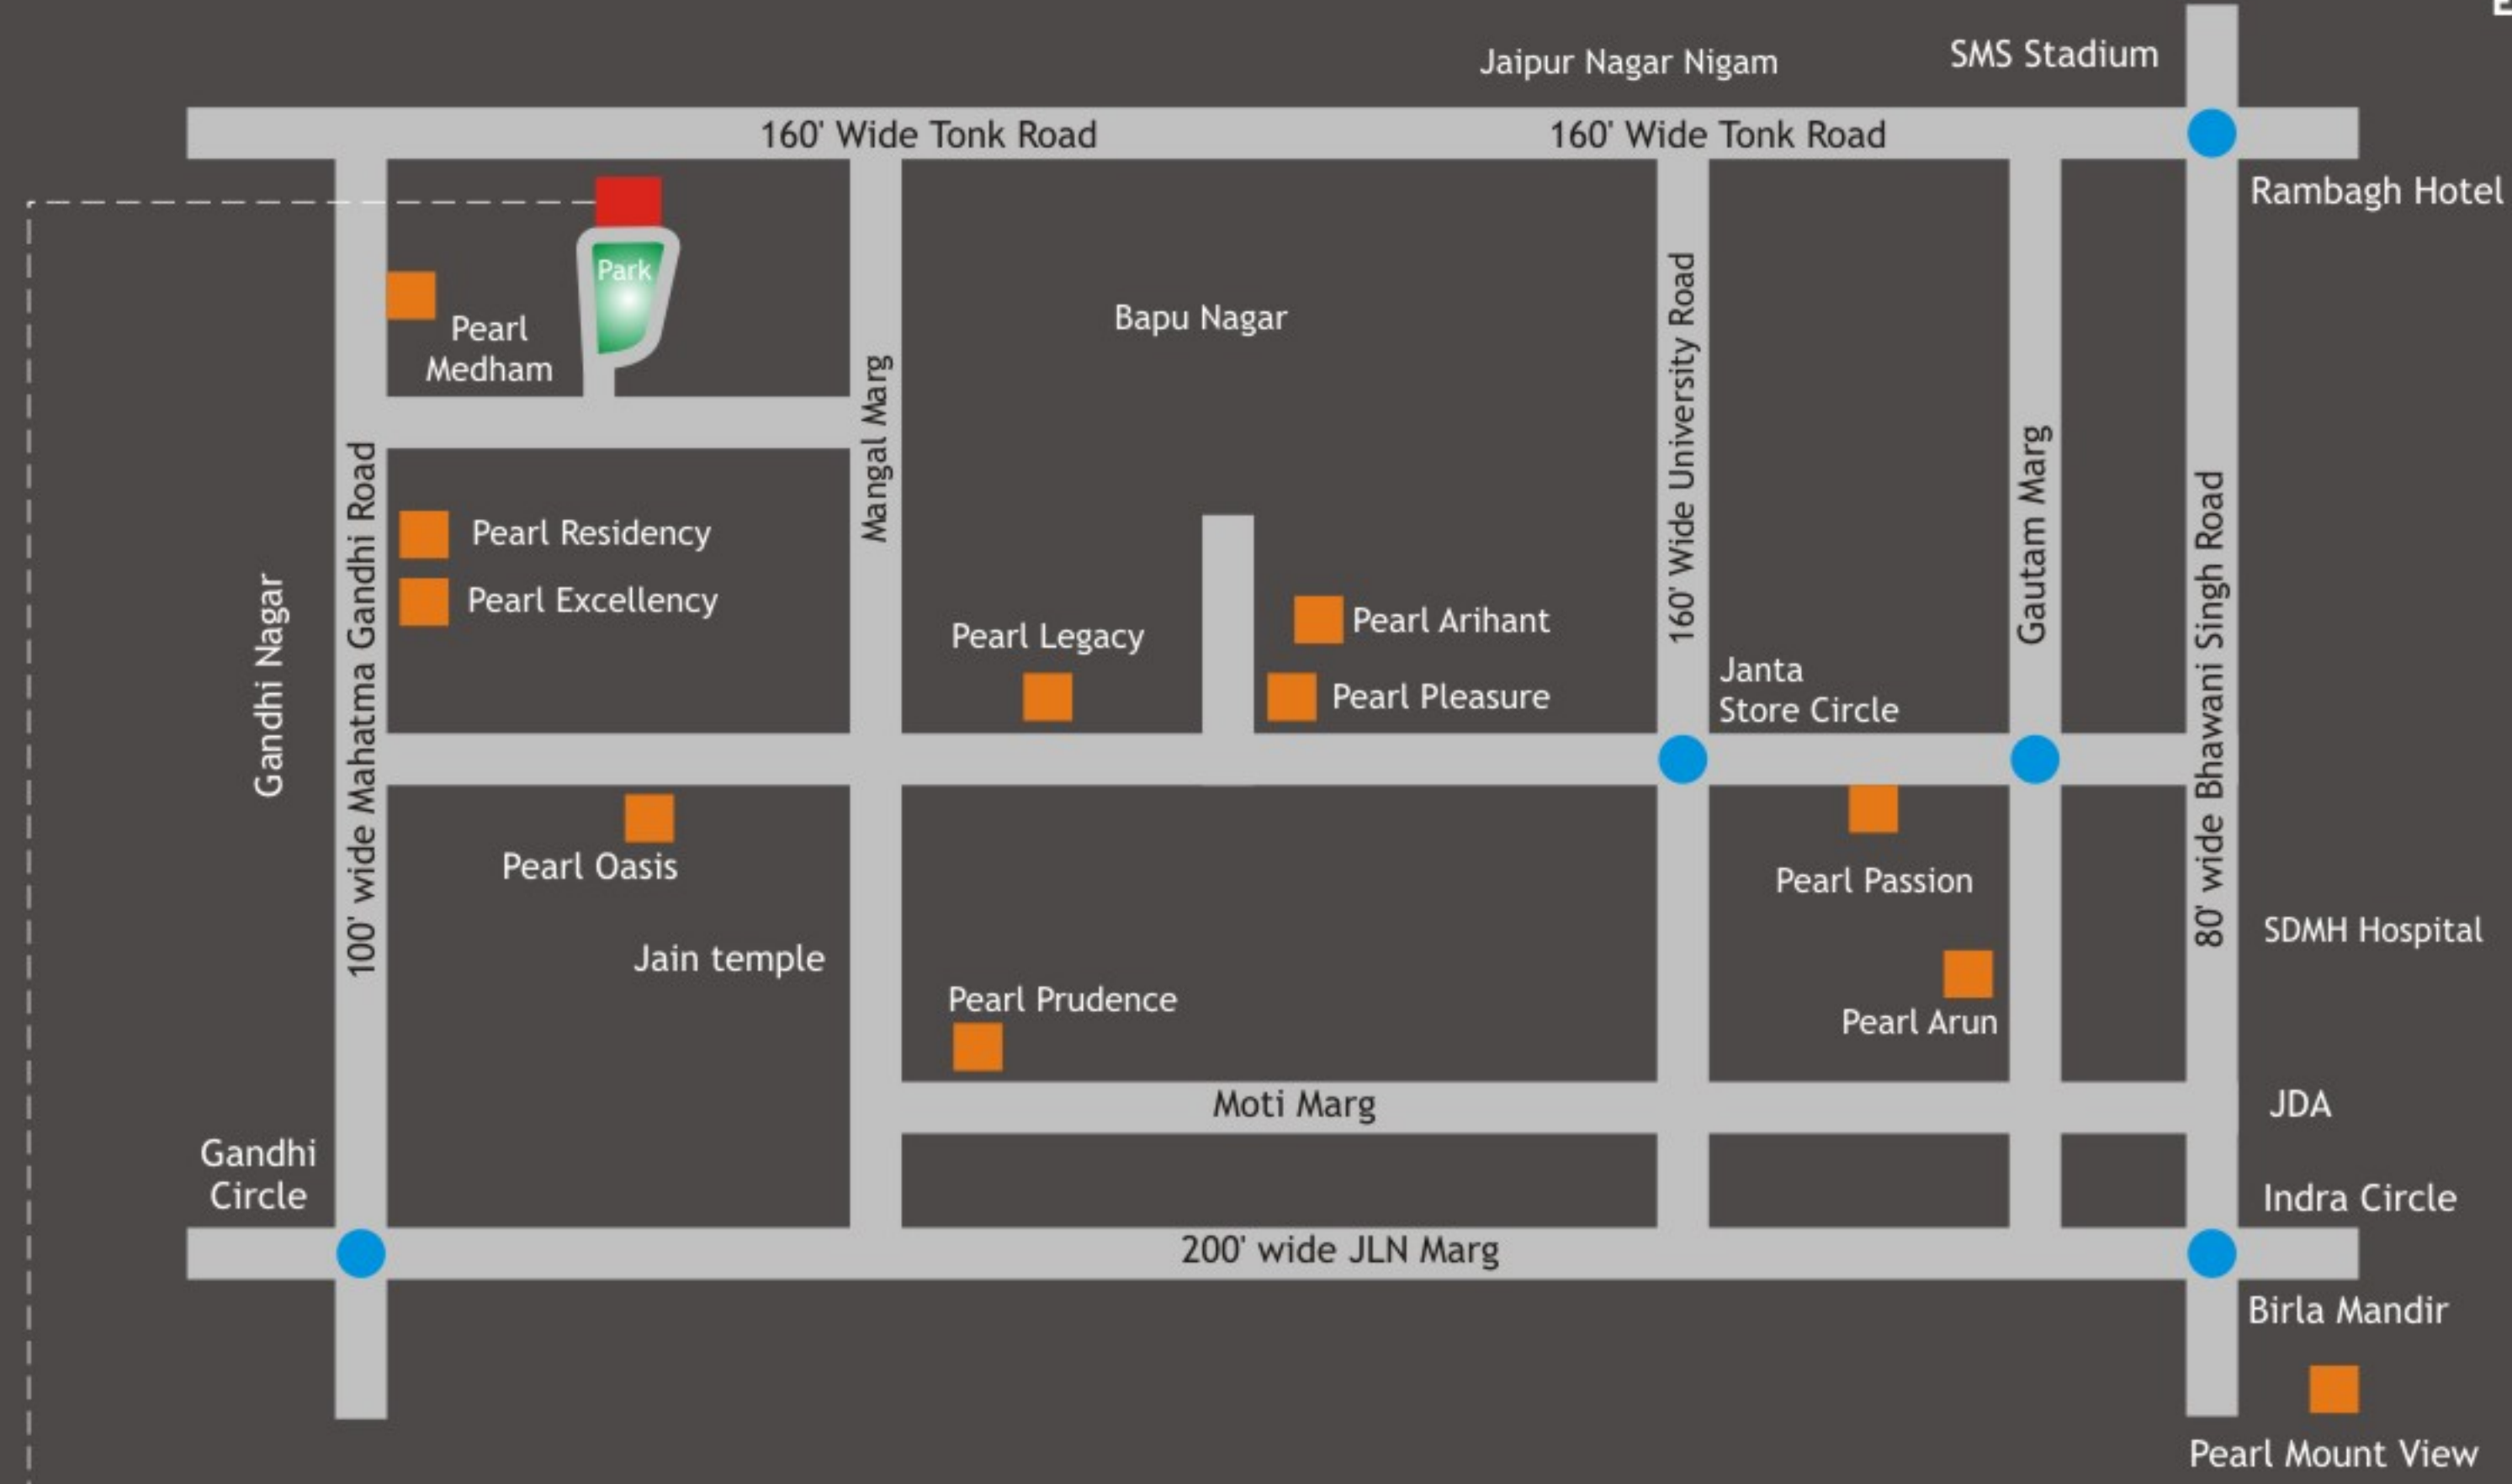 Jaipur Nagar Nigam
SMS Stadium
160' Wide Tonk Road
160' Wide Tonk Road
Rambagh Hotel
Park
Pearl
Medham
Bapu Nagar
Mangal Marg
160' Wide University Road
Gautam Marg
80' wide Bhawani Singh Road
100' wide Mahatma Gandhi Road
Gandhi Nagar
Pearl Residency
Pearl Excellency
Pearl Legacy
Pearl Arihant
Pearl Pleasure
Janta
Store Circle
Pearl Oasis
Pearl Passion
Jain temple
SDMH Hospital
Pearl Prudence
Pearl Arun
Moti Marg
JDA
Gandhi
Circle
Indra Circle
200' wide JLN Marg
Birla Mandir
Pearl Mount View